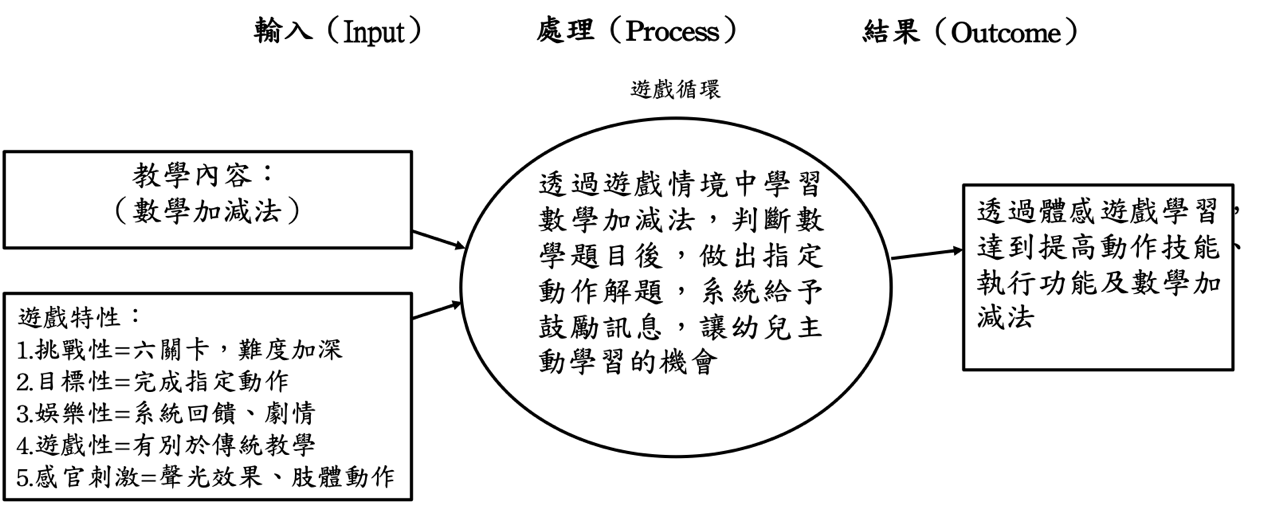 輸入（Input）
處理（Process）
結果（Outcome）
遊戲循環
教學內容：
（數學加減法）
遊戲特性：
1.挑戰性=六關卡，難度加深
2.目標性=完成指定動作
3.娛樂性=系統回饋、劇情
4.遊戲性=有別於傳統教學
5.感官刺激=聲光效果、肢體動作
透過遊戲情境中學習
數學加減法，判斷數
學題目後，做出指定
動作解題，系統給予
鼓勵訊息，讓幼兒主
動學習的機會
透過體感遊戲學習，
達到提高動作技能、
執行功能及數學加
減法